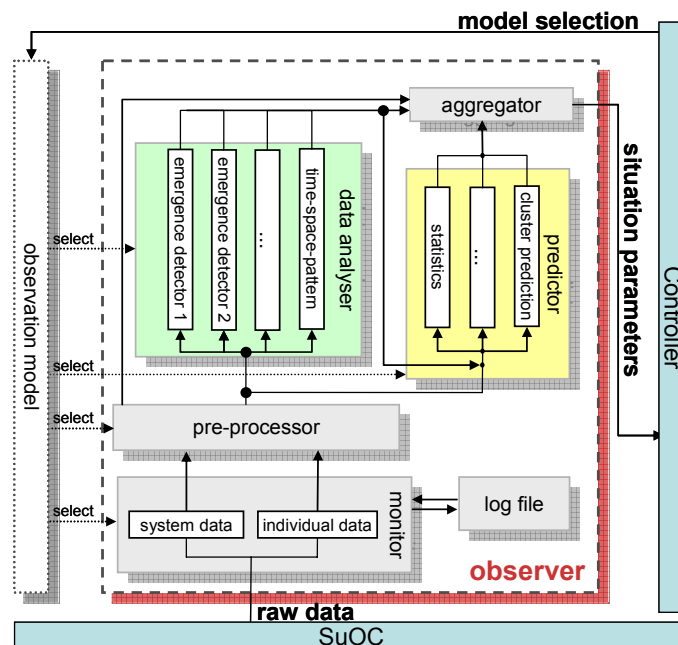 model selection
aggregator
observation model
select
emergence detector 1
emergence detector 2
...
time-space-pattern
data analyser
statistics
...
cluster prediction
predictor
situation parameters
Controller
select
pre-processor
select
select
system data
individual data
monitor
log file
observer
raw data
SuOC